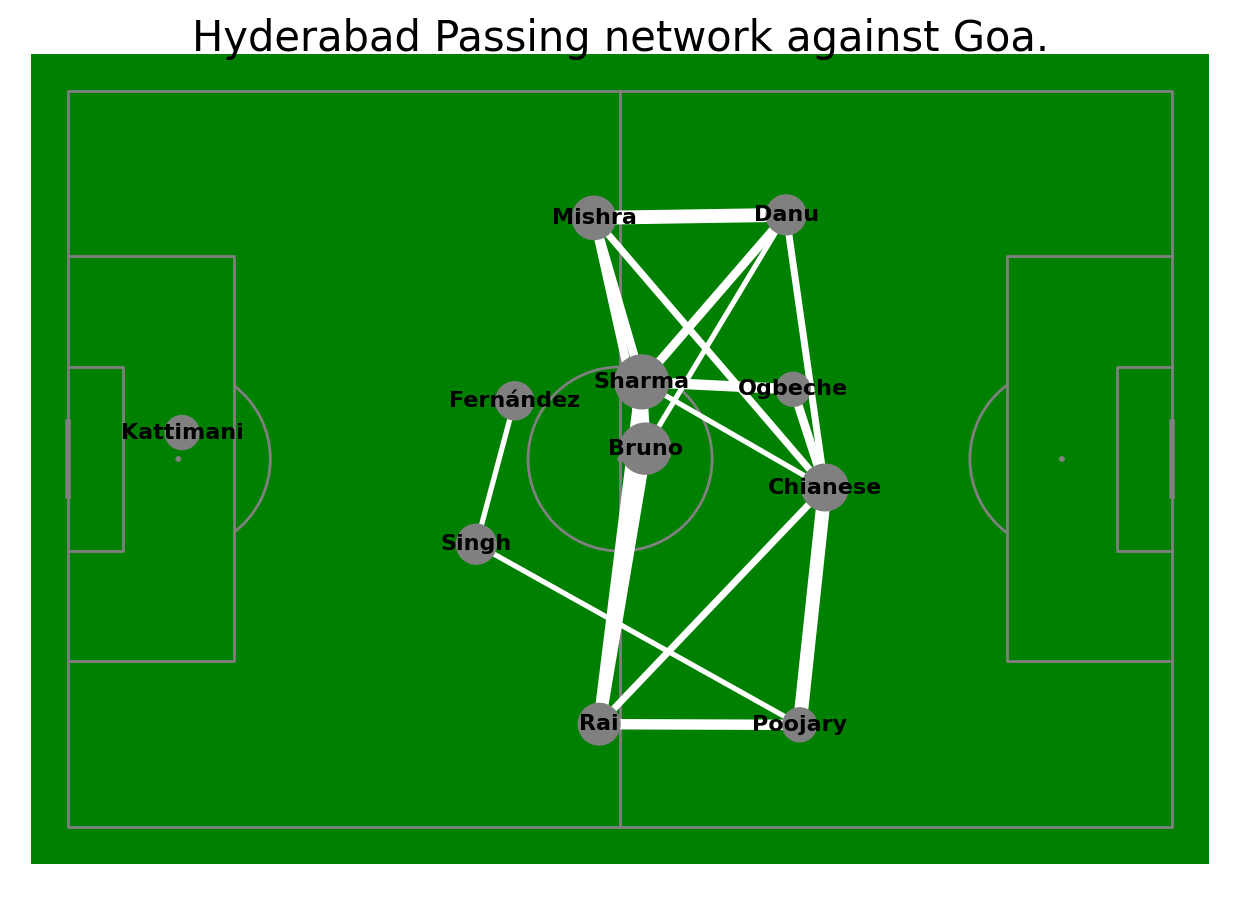 Hyderabad Passing network against Goa.
Mishra
Danu
Sharma
Ogbeche
Fernández
Kattimani
Bruno
Chianese
Singh
Rai
Poojary